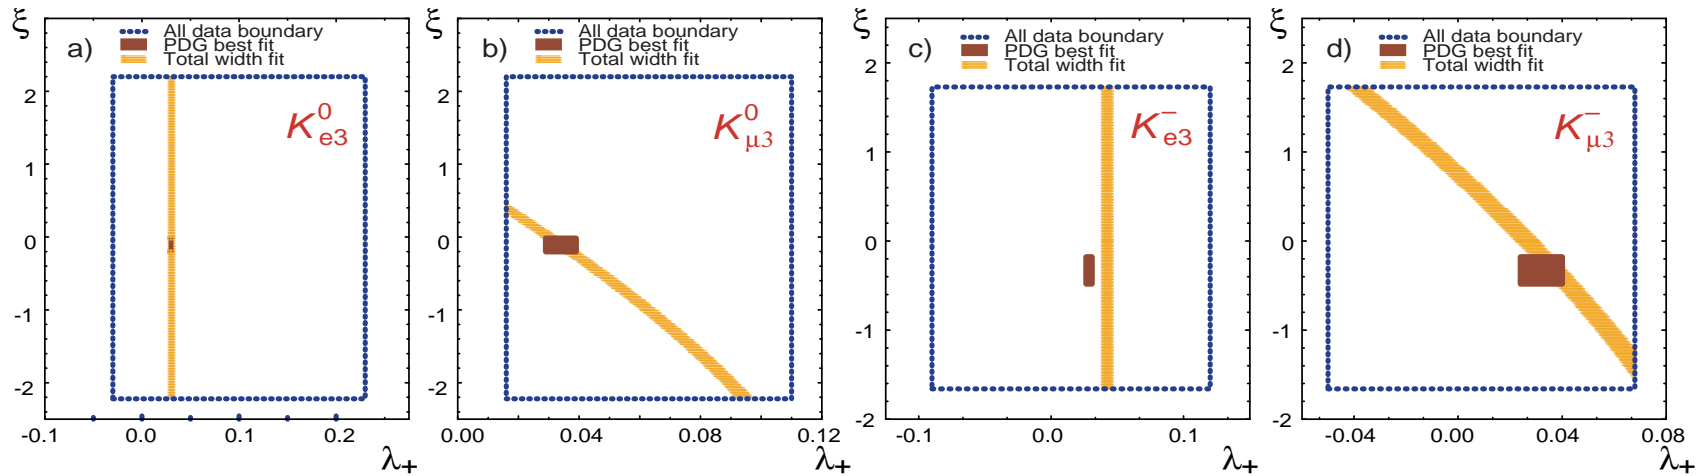 ξ
a)
All data boundary
PDG best fit
Total width fit
K⁰e3
2
1
0
-1
-2
-0.1
0.0
0.1
0.2
λ+
ξ
b)
All data boundary
PDG best fit
Total width fit
K⁰μ3
2
1
0
-1
-2
0.00
0.04
0.08
0.12
λ+
ξ
c)
All data boundary
PDG best fit
Total width fit
K⁻e3
2
1
0
-1
-2
0.0
0.1
-0.1
λ+
ξ
d)
All data boundary
PDG best fit
Total width fit
K⁻μ3
2
1
0
-1
-2
-0.04
0.00
0.04
0.08
λ+